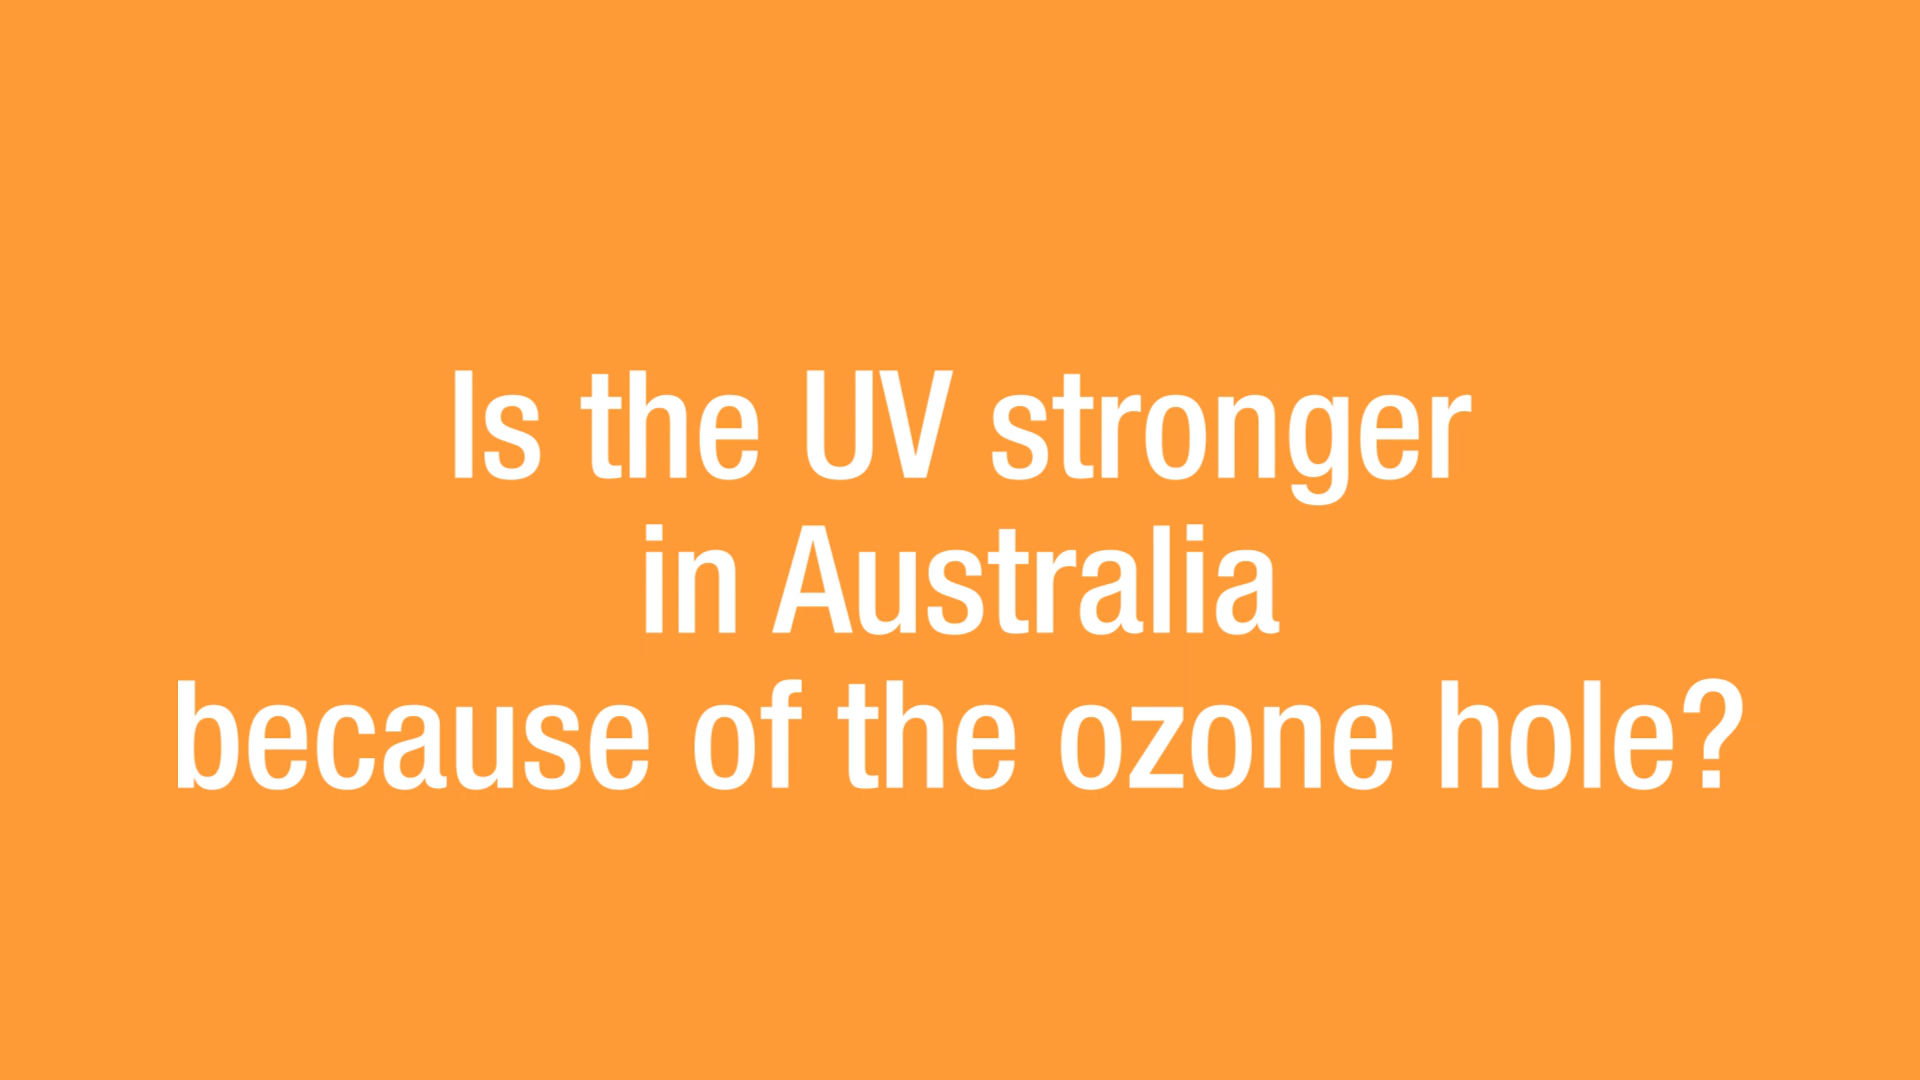 Is the UV stronger
in Australia
because of the ozone hole?